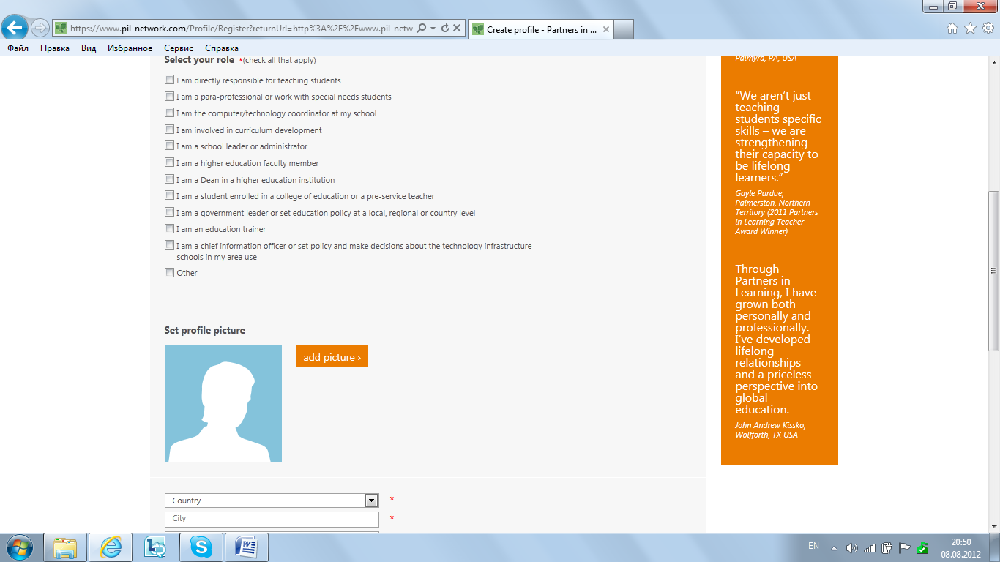 https://www.pil-network.com/Profile/Register?returnUrl=http%3A%2F%2Fwww.pil-netw
Create profile - Partners in ...
Файл Правка Вид Избранное Сервис Справка
Select your role *(check all that apply)
I am directly responsible for teaching students
I am a para-professional or work with special needs students
I am the computer/technology coordinator at my school
I am involved in curriculum development
I am a school leader or administrator
I am a higher education faculty member
I am a Dean in a higher education institution
I am a student enrolled in a college of education or a pre-service teacher
I am a government leader or set education policy at a local, regional or country level
I am an education trainer
I am a chief information officer or set policy and make decisions about the technology infrastructure
schools in my area use
Other
Set profile picture
add picture ›
Country *
City *
Palmyra, PA, USA
“We aren’t just
teaching
students specific
skills – we are
strengthening
their capacity to
be lifelong
learners.”
Gayle Purdue,
Palmerston, Northern
Territory (2011 Partners
in Learning Teacher
Award Winner)
Through
Partners in
Learning, I have
grown both
personally and
professionally.
I’ve developed
lifelong
relationships
and a priceless
perspective into
global
education.
John Andrew Kissko,
Wolfforth, TX USA
EN
20:50
08.08.2012